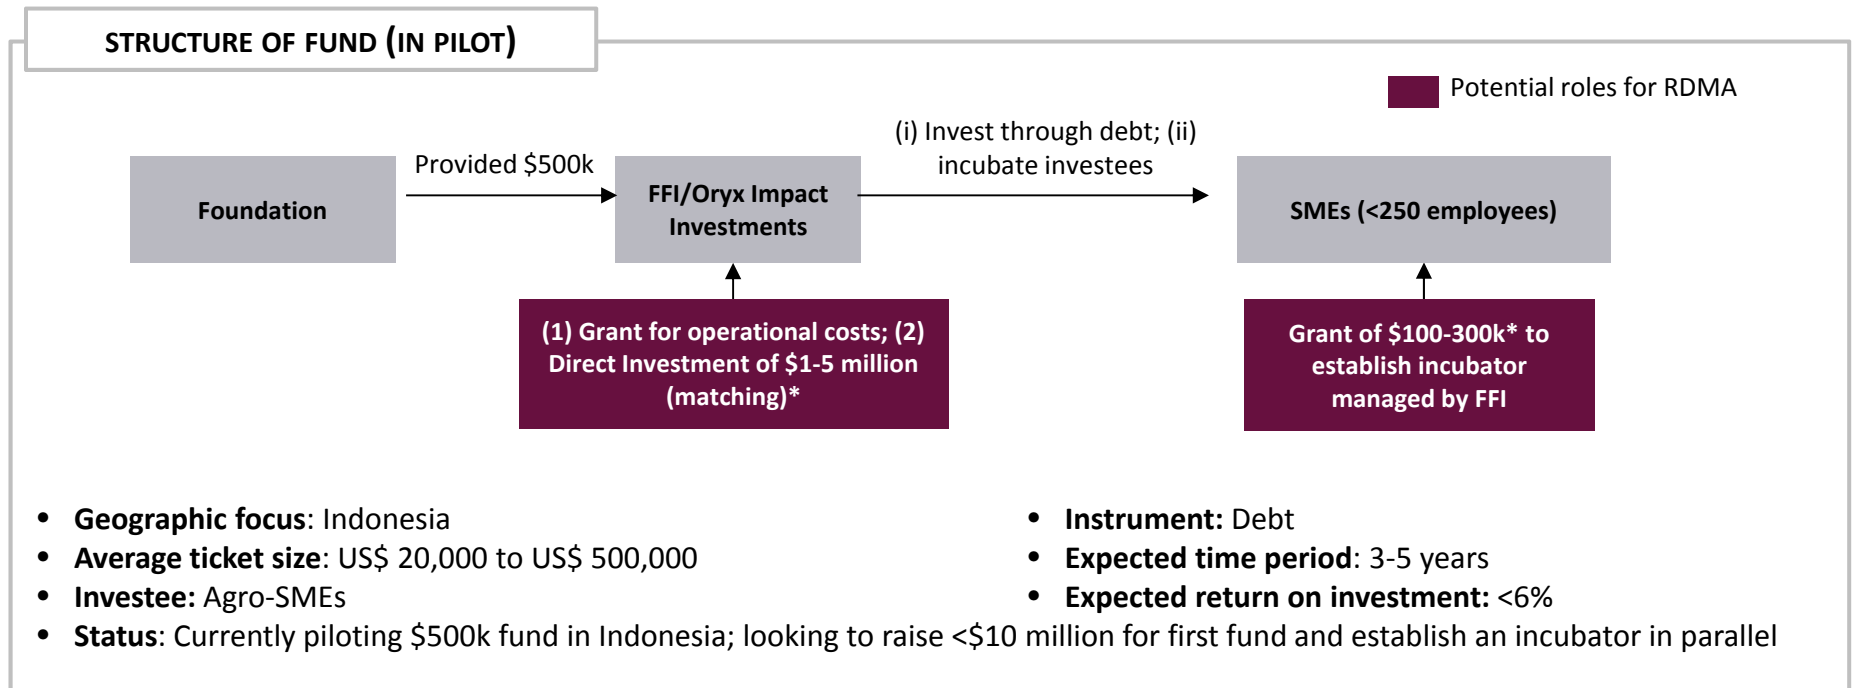 STRUCTURE OF FUND (IN PILOT)
Potential roles for RDMA
Foundation
Provided $500k
FFI/Oryx Impact
Investments
(i) Invest through debt; (ii)
incubate investees
SMEs (<250 employees)
(1) Grant for operational costs; (2)
Direct Investment of $1-5 million
(matching)*
Grant of $100-300k* to
establish incubator
managed by FFI
• Geographic focus: Indonesia
• Average ticket size: US$ 20,000 to US$ 500,000
• Investee: Agro-SMEs
• Instrument: Debt
• Expected time period: 3-5 years
• Expected return on investment: <6%
• Status: Currently piloting $500k fund in Indonesia; looking to raise <$10 million for first fund and establish an incubator in parallel